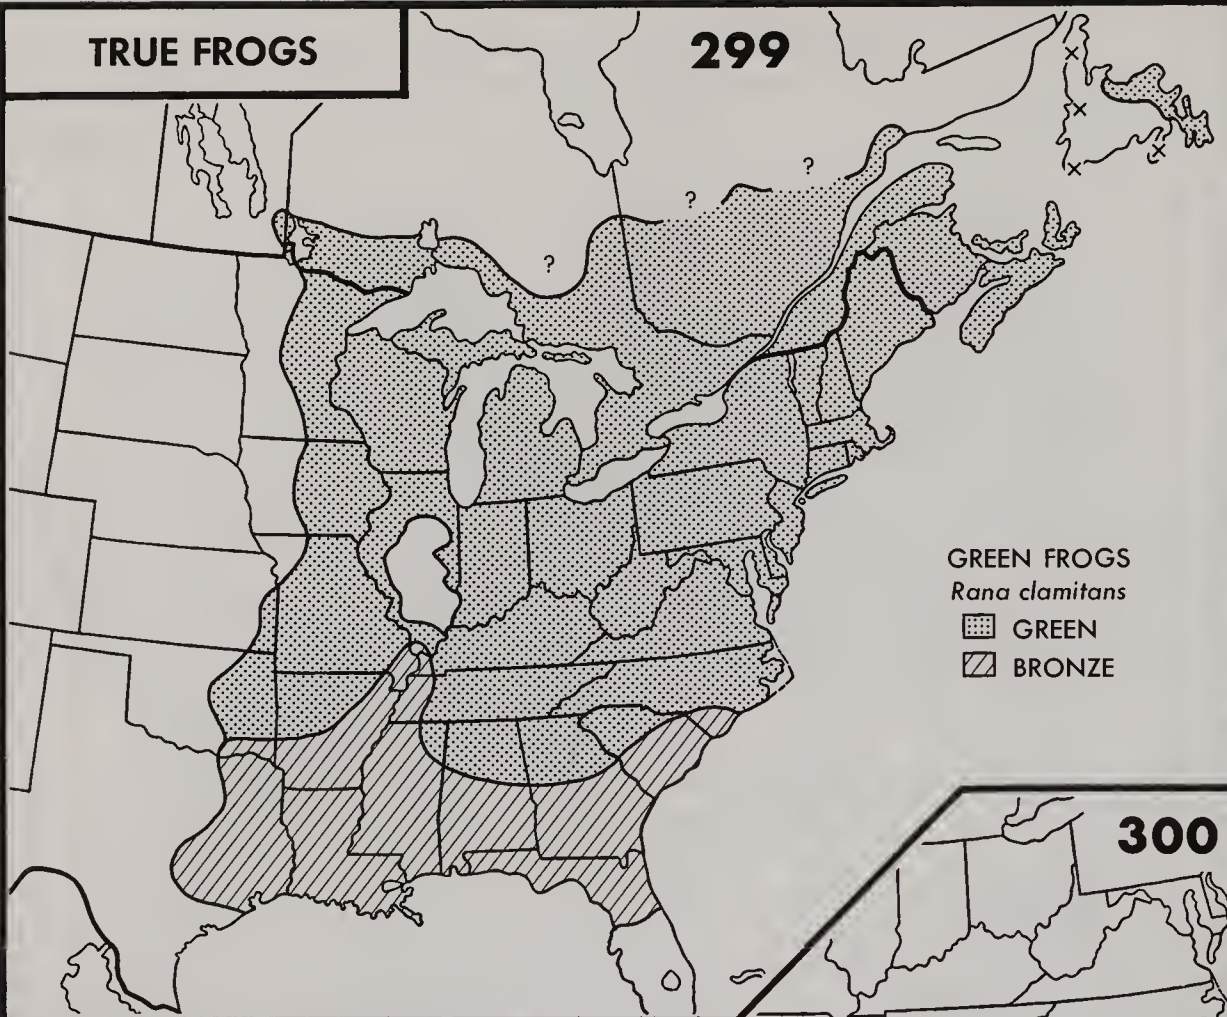 TRUE FROGS
299
?
?
?
GREEN FROGS
Rana clamitans
GREEN
BRONZE
300